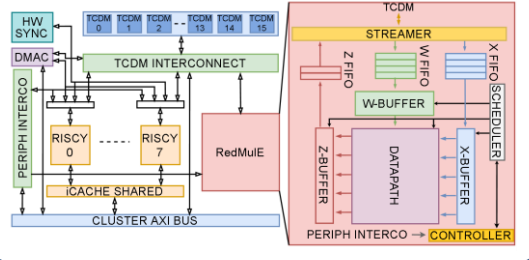 HW
SYNC
DMAC
PERIPH INTERCO
TCDM
0
TCDM
1
TCDM
2
TCDM
13
TCDM
14
TCDM
15
TCDM INTERCONNECT
RISCY
0
RISCY
7
iCACHE SHARED
CLUSTER AXI BUS
RedMulE
TCDM
STREAMER
Z FIFO
W FIFO
X FIFO
W-BUFFER
SCHEDULER
Z-BUFFER
DATAPATH
X-BUFFER
PERIPH INTERCO
CONTROLLER